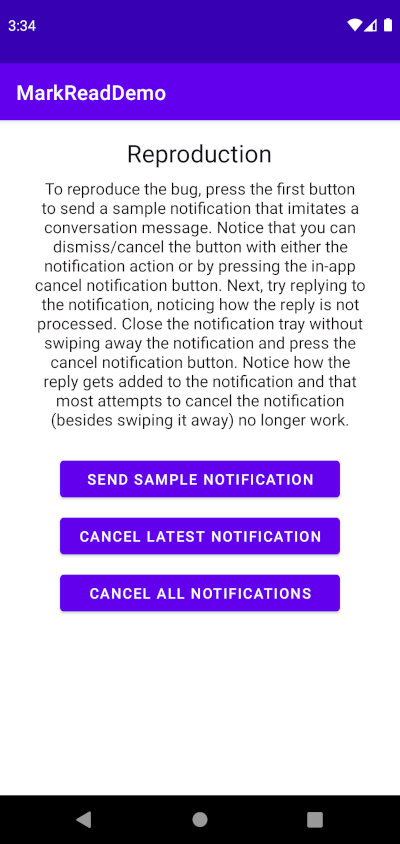 3:34
MarkReadDemo
Reproduction
To reproduce the bug, press the first button
to send a sample notification that imitates a
conversation message. Notice that you can
dismiss/cancel the button with either the
notification action or by pressing the in-app
cancel notification button. Next, try replying to
the notification, noticing how the reply is not
processed. Close the notification tray without
swiping away the notification and press the
cancel notification button. Notice how the
reply gets added to the notification and that
most attempts to cancel the notification
(besides swiping it away) no longer work.
SEND SAMPLE NOTIFICATION
CANCEL LATEST NOTIFICATION
CANCEL ALL NOTIFICATIONS